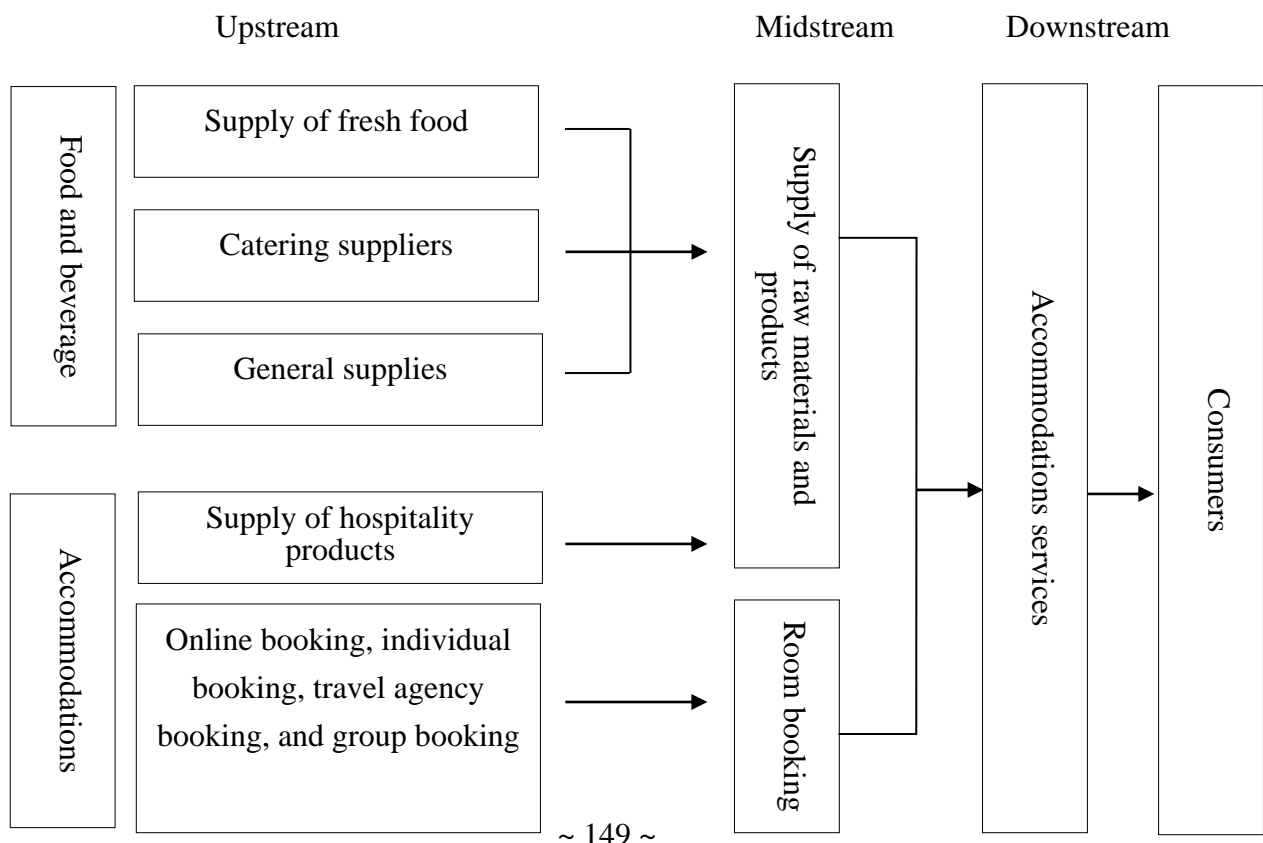 Upstream Midstream Downstream
Food and beverage
Supply of fresh food
Catering suppliers
General supplies
Accommodations
Supply of hospitality
products
Online booking, individual
booking, travel agency
booking, and group booking
Supply of raw materials and
products
Room booking
Accommodations services
Consumers
~ 149 ~